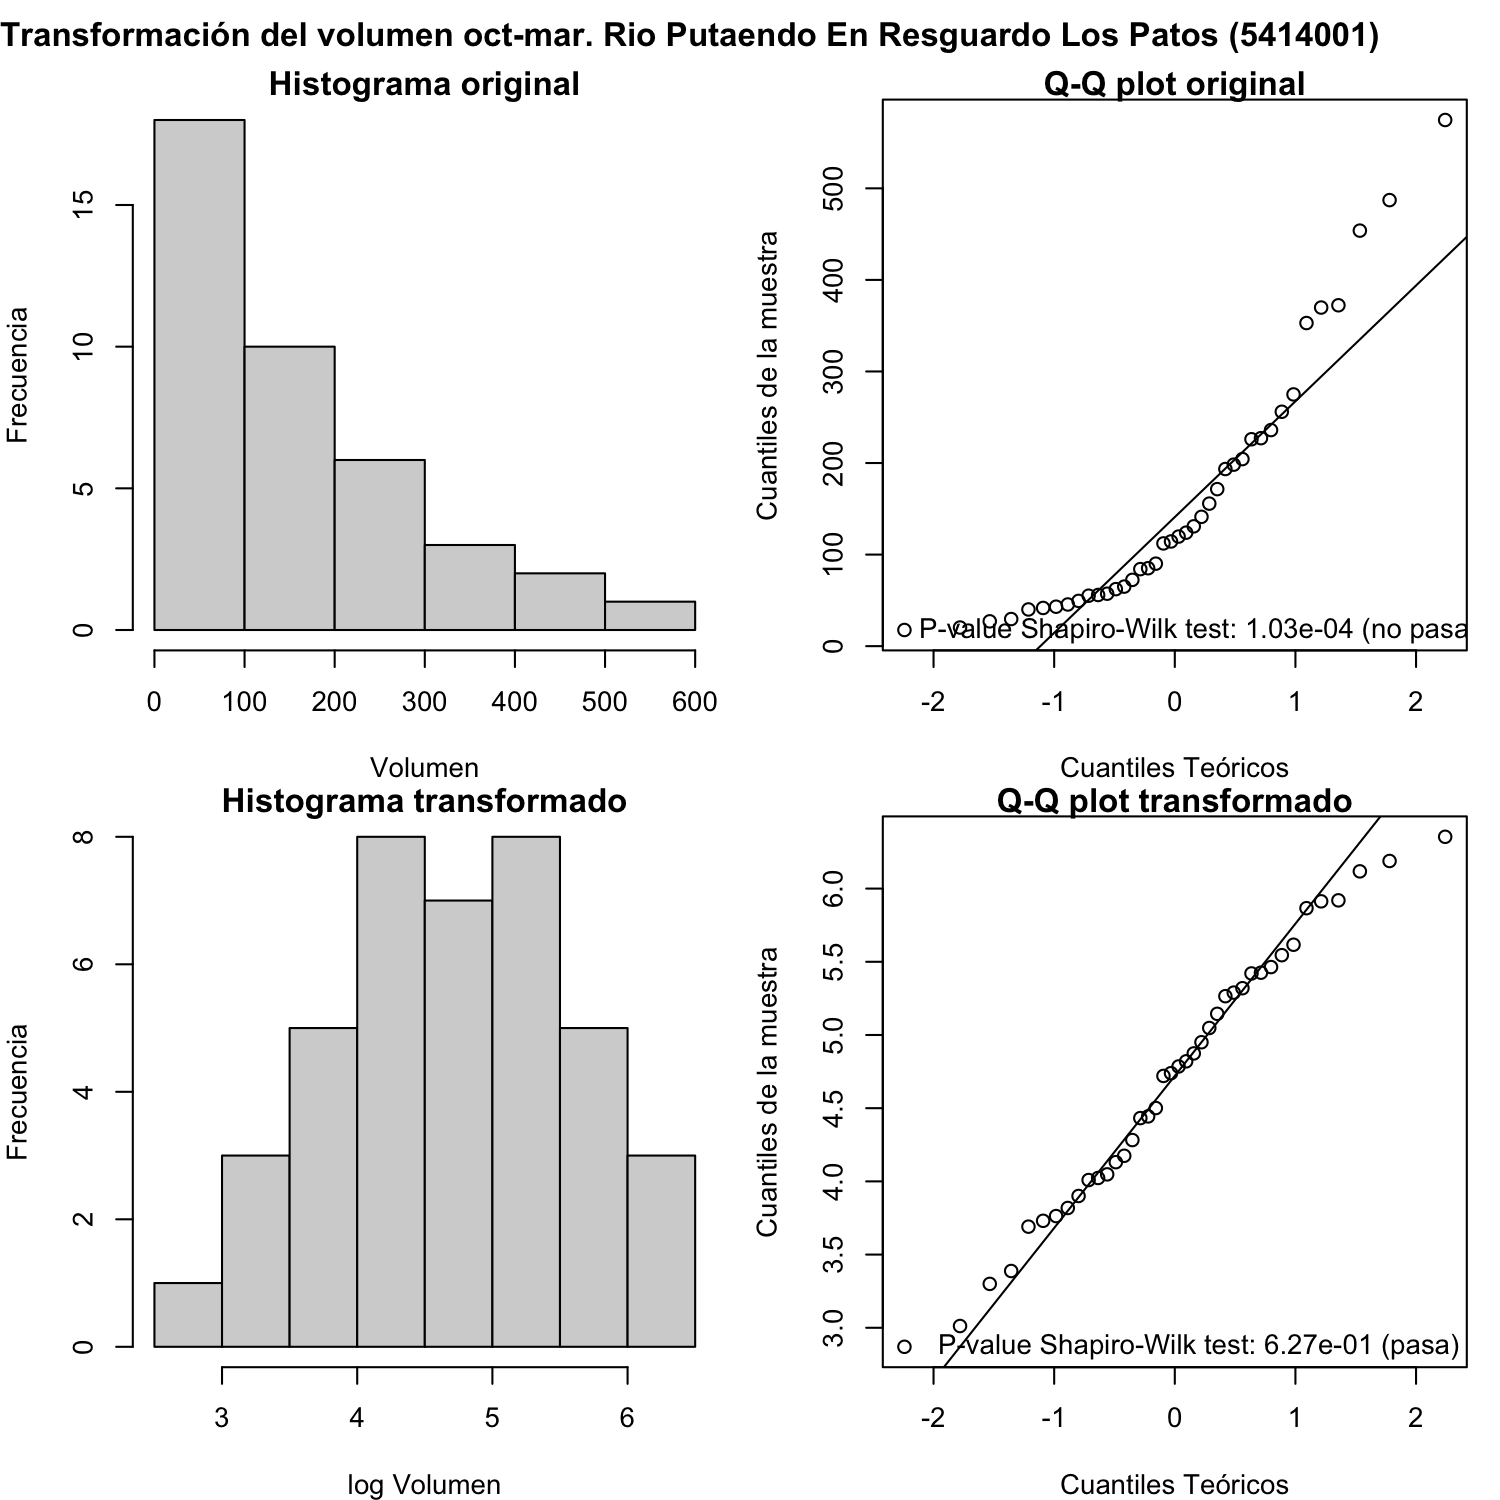 Transformación del volumen oct-mar. Rio Putaendo En Resguardo Los Patos (5414001)
Histograma original
Frecuencia
15
10
5
0
0 100 200 300 400 500 600
Volumen
Q-Q plot original
Cuantiles de la muestra
500
400
300
200
100
0
P-value Shapiro-Wilk test: 1.03e-04 (no pasa
-2 -1 0 1 2
Cuantiles Teóricos
Histograma transformado
Frecuencia
8
6
4
2
0
3 4 5 6
log Volumen
Q-Q plot transformado
Cuantiles de la muestra
6.0
5.5
5.0
4.5
4.0
3.5
3.0
P-value Shapiro-Wilk test: 6.27e-01 (pasa)
-2 -1 0 1 2
Cuantiles Teóricos